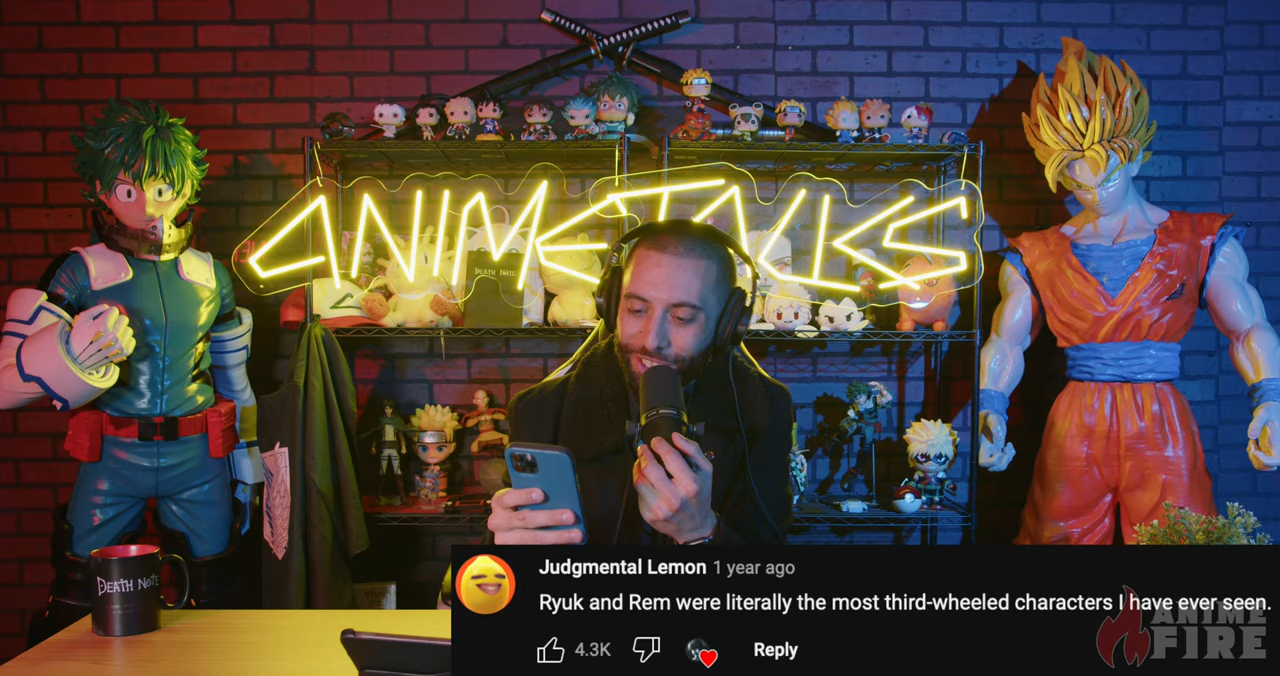 ANIMETALKS
DEATH NOTE
DEATH NOTE
Judgmental Lemon 1 year ago
Ryuk and Rem were literally the most third-wheeled characters I have ever seen.
4.3K
Reply
ANIME
FIRE